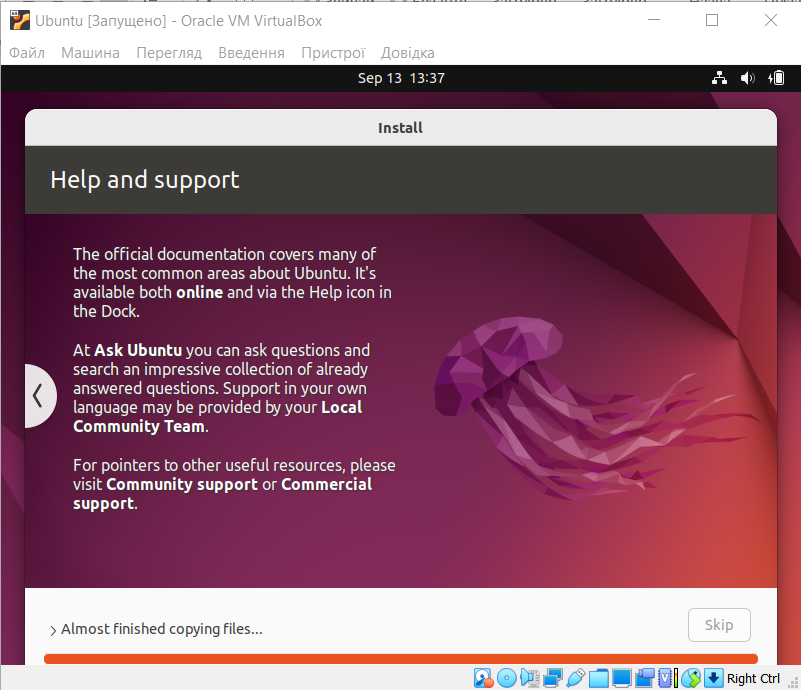 Ubuntu [Запущено] - Oracle VM VirtualBox
Файл Машина Перегляд Введення Пристрої Довідка
Sep 13 13:37
Install
Help and support
The official documentation covers many of
the most common areas about Ubuntu. It's
available both online and via the Help icon in
the Dock.
At Ask Ubuntu you can ask questions and
search an impressive collection of already
answered questions. Support in your own
language may be provided by your Local
Community Team.
For pointers to other useful resources, please
visit Community support or Commercial
support.
Almost finished copying files...
Skip
Right Ctrl